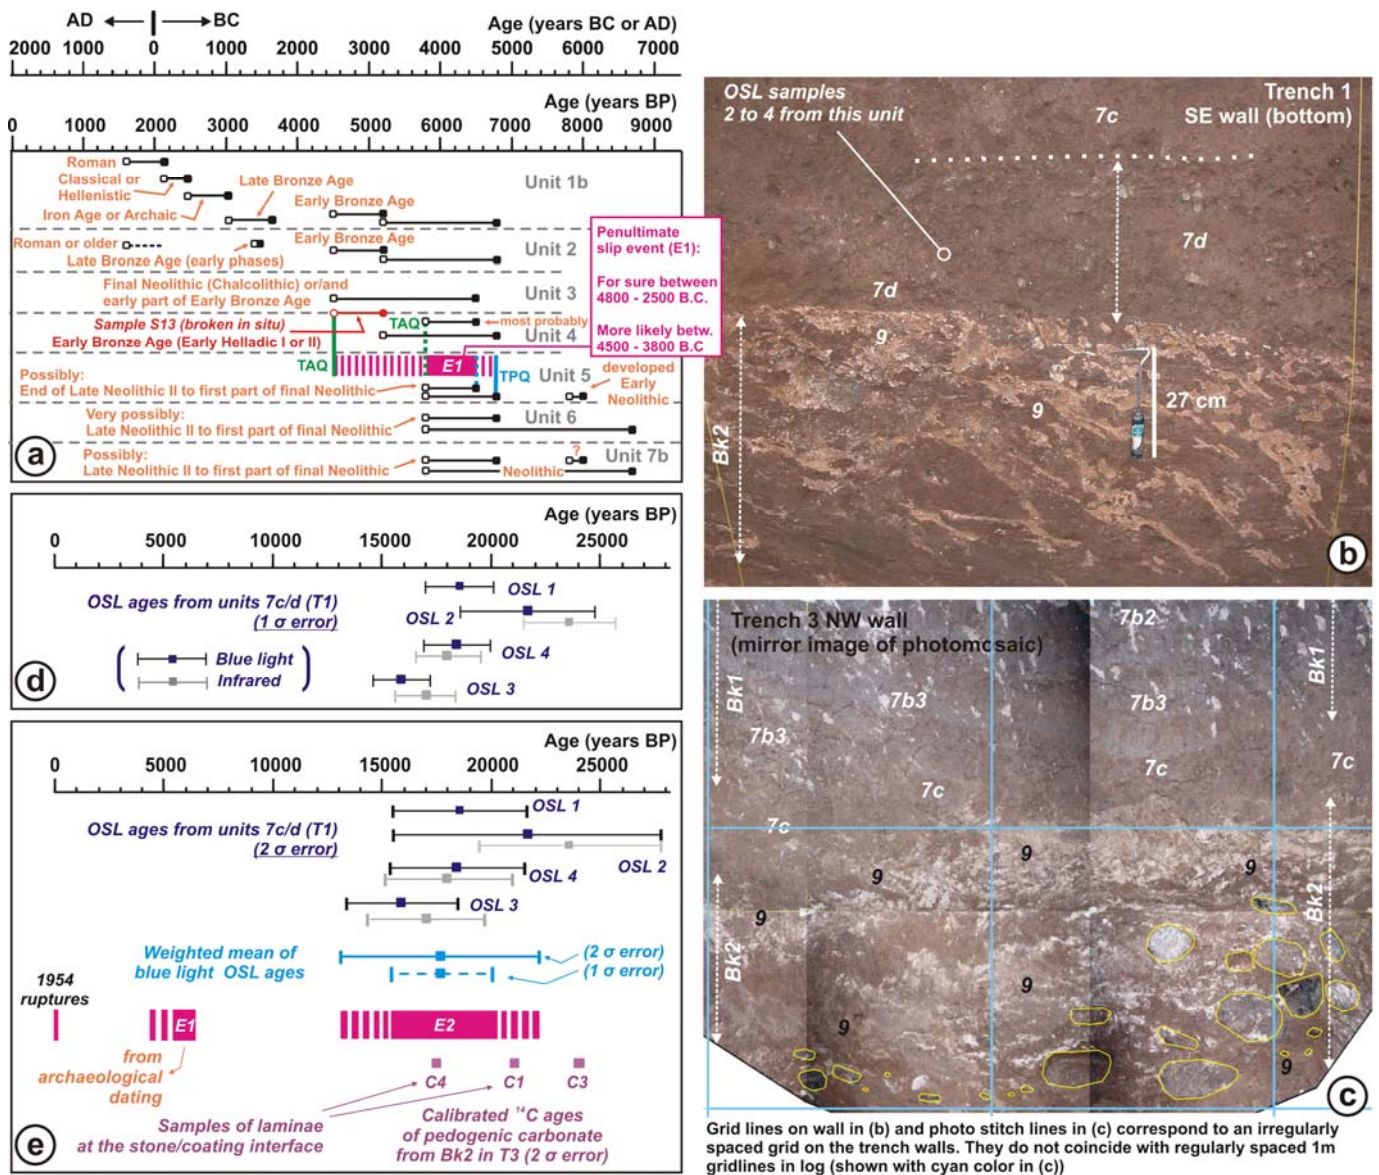 AD BC
Age (years BC or AD)
2000 1000 0 1000 2000 3000 4000 5000 6000 7000
Age (years BP)
0 1000 2000 3000 4000 5000 6000 7000 8000 9000
Roman
Classical or
Hellenistic
Iron Age or Archaic
Late Bronze Age
Early Bronze Age
Unit 1b
Roman or older
Late Bronze Age (early phases)
Early Bronze Age
Unit 2
Final Neolithic (Chalcolithic) or/and
early part of Early Bronze Age
Unit 3
Sample S13 (broken in situ)
Early Bronze Age (Early Helladic I or II)
TAQ
most probably
Unit 4
TAQ
E1
TPQ
Unit 5
Possibly:
End of Late Neolithic II to first part of final Neolithic
developed
Early
Neolithic
Very possibly:
Late Neolithic II to first part of final Neolithic
Unit 6
Possibly:
Late Neolithic II to first part of final Neolithic
Neolithic
?
Unit 7b
a
Penultimate
slip event (E1):
For sure between
4800 - 2500 B.C.
More likely betw.
4500 - 3800 B.C
OSL samples
2 to 4 from this unit
Trench 1
SE wall (bottom)
7c
7d
7d
9
9
27 cm
Bk2
b
Age (years BP)
0 5000 10000 15000 20000 25000
OSL ages from units 7c/d (T1)
(1 σ error)
Blue light
Infrared
OSL 1
OSL 2
OSL 4
OSL 3
d
Trench 3 NW wall
(mirror image of photomosaic)
7b2
Bk1
Bk1
7b3
7b3
7b3
7c
7c
7c
7c
9
9
9
9
9
9
9
Bk2
Bk2
c
Age (years BP)
0 5000 10000 15000 20000 25000
OSL ages from units 7c/d (T1)
(2 σ error)
OSL 1
OSL 2
OSL 4
OSL 3
Weighted mean of
blue light OSL ages
(2 σ error)
(1 σ error)
1954
ruptures
E1
E2
from
archaeological
dating
C4 C1 C3
Samples of laminae
at the stone/coating interface
Calibrated ¹⁴C ages
of pedogenic carbonate
from Bk2 in T3 (2 σ error)
e
Grid lines on wall in (b) and photo stitch lines in (c) correspond to an irregularly
spaced grid on the trench walls. They do not coincide with regularly spaced 1m
gridlines in log (shown with cyan color in (c))